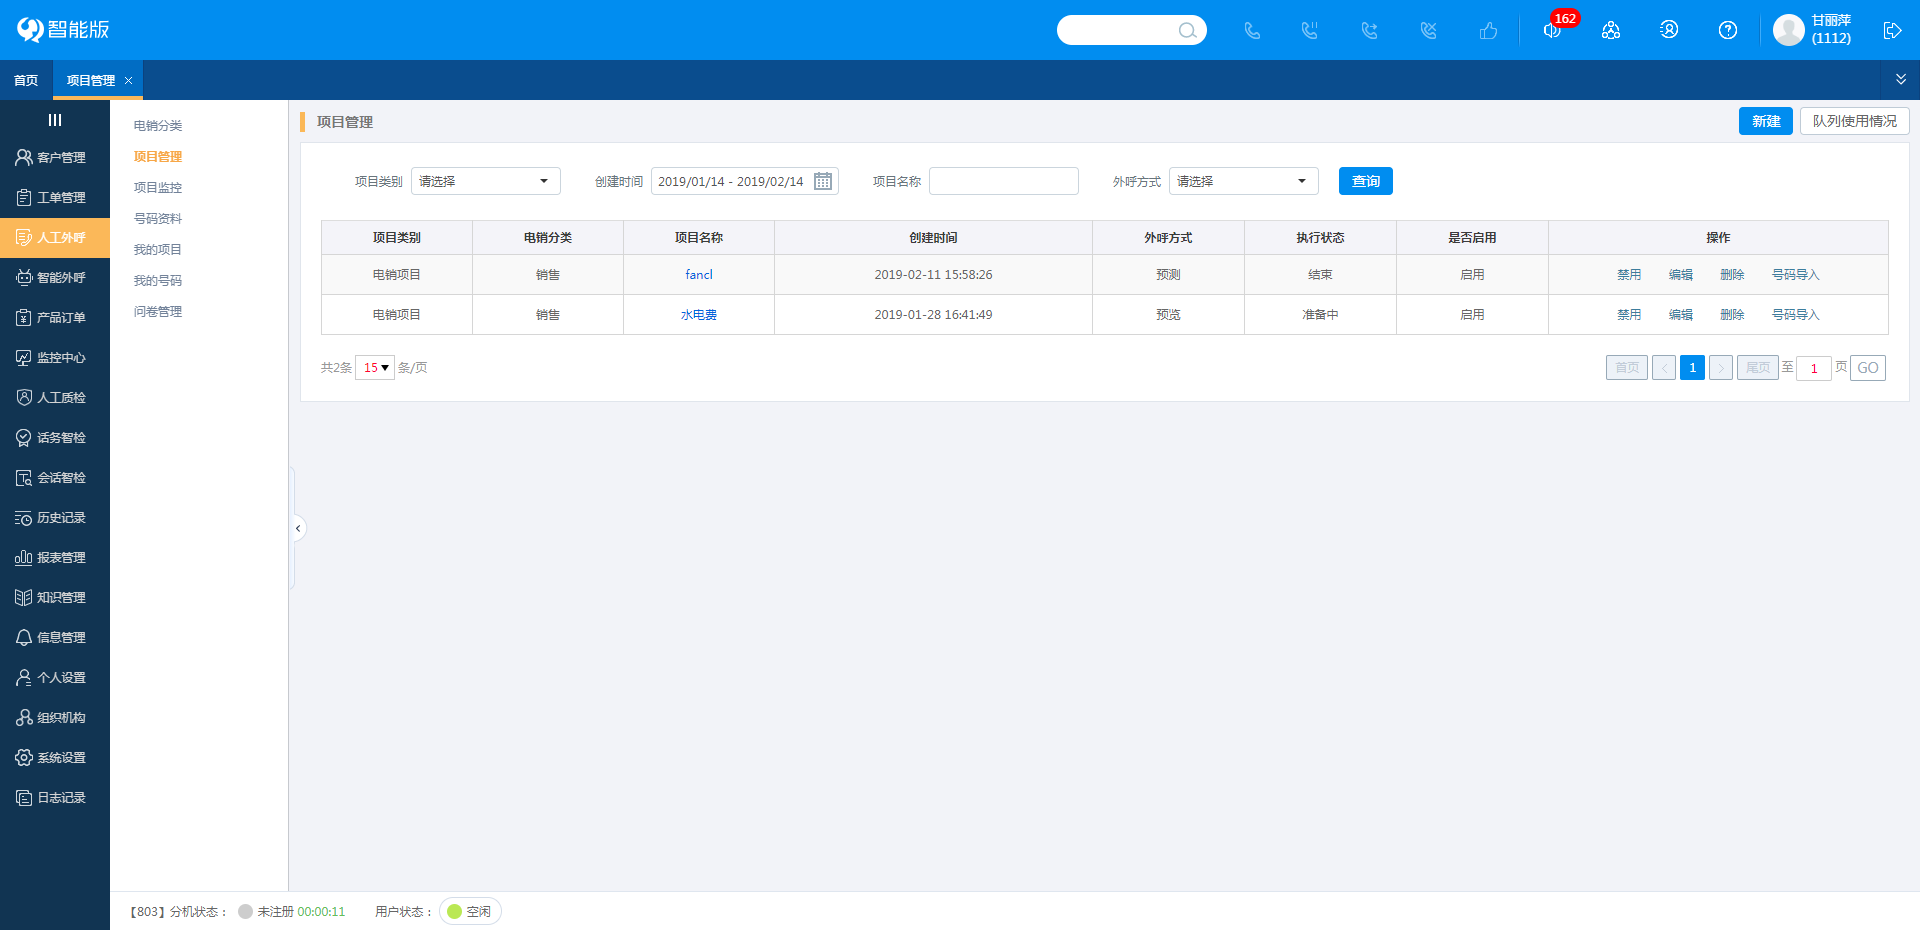 智能版
162
甘丽萍
(1112)
首页
项目管理
客户管理
工单管理
人工外呼
智能外呼
产品订单
监控中心
人工质检
话务智检
会话智检
历史记录
报表管理
知识管理
信息管理
个人设置
组织机构
系统设置
日志记录
电销分类
项目管理
项目监控
号码资料
我的项目
我的号码
问卷管理
项目管理
新建 队列使用情况
项目类别 请选择 创建时间 2019/01/14 - 2019/02/14 项目名称 外呼方式 请选择 查询
项目类别 电销分类 项目名称 创建时间 外呼方式 执行状态 是否启用 操作
电销项目 销售 fancl 2019-02-11 15:58:26 预测 结束 启用 禁用 编辑 删除 号码导入
电销项目 销售 水电费 2019-01-28 16:41:49 预览 准备中 启用 禁用 编辑 删除 号码导入
共2条 15 条/页 首页 < 1 > 尾页 至 1 页 GO
【803】分机状态： 未注册 00:00:11 用户状态： 空闲